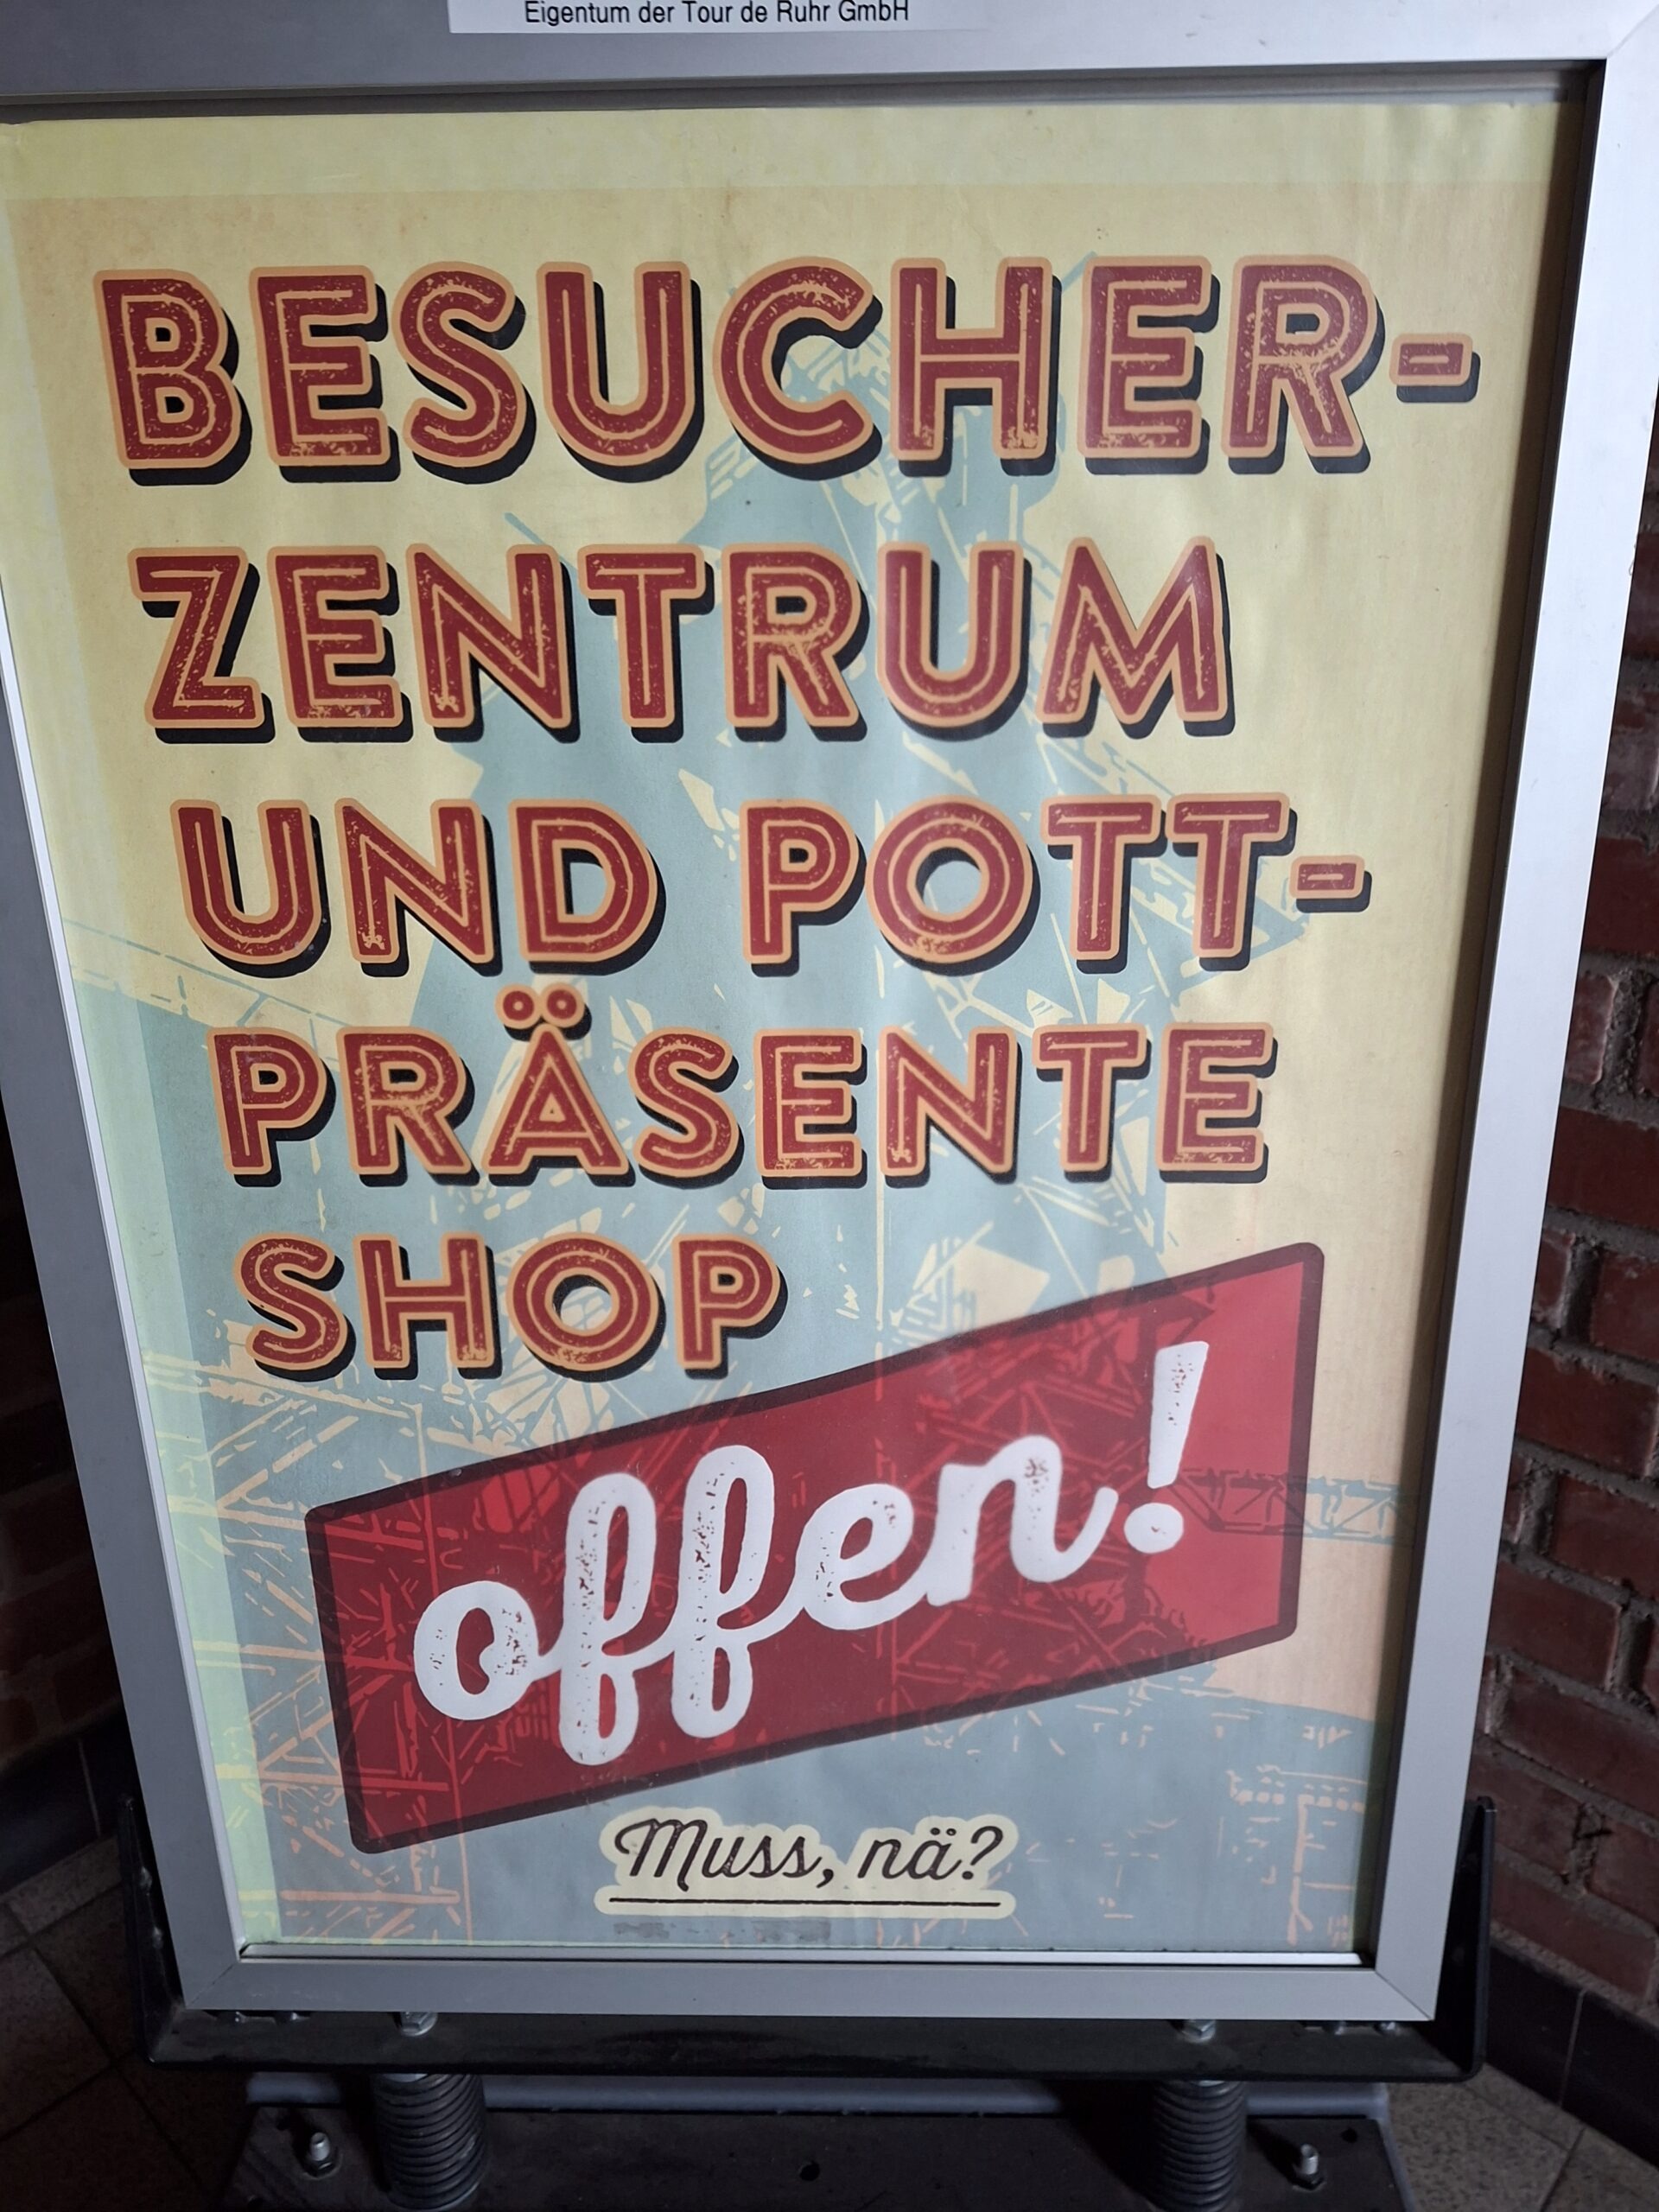 Eigentum der Tour de Ruhr GmbH
BESUCHER-
ZENTRUM
UND POTT-
PRÄSENTE
SHOP
offen!
Muss, nä?